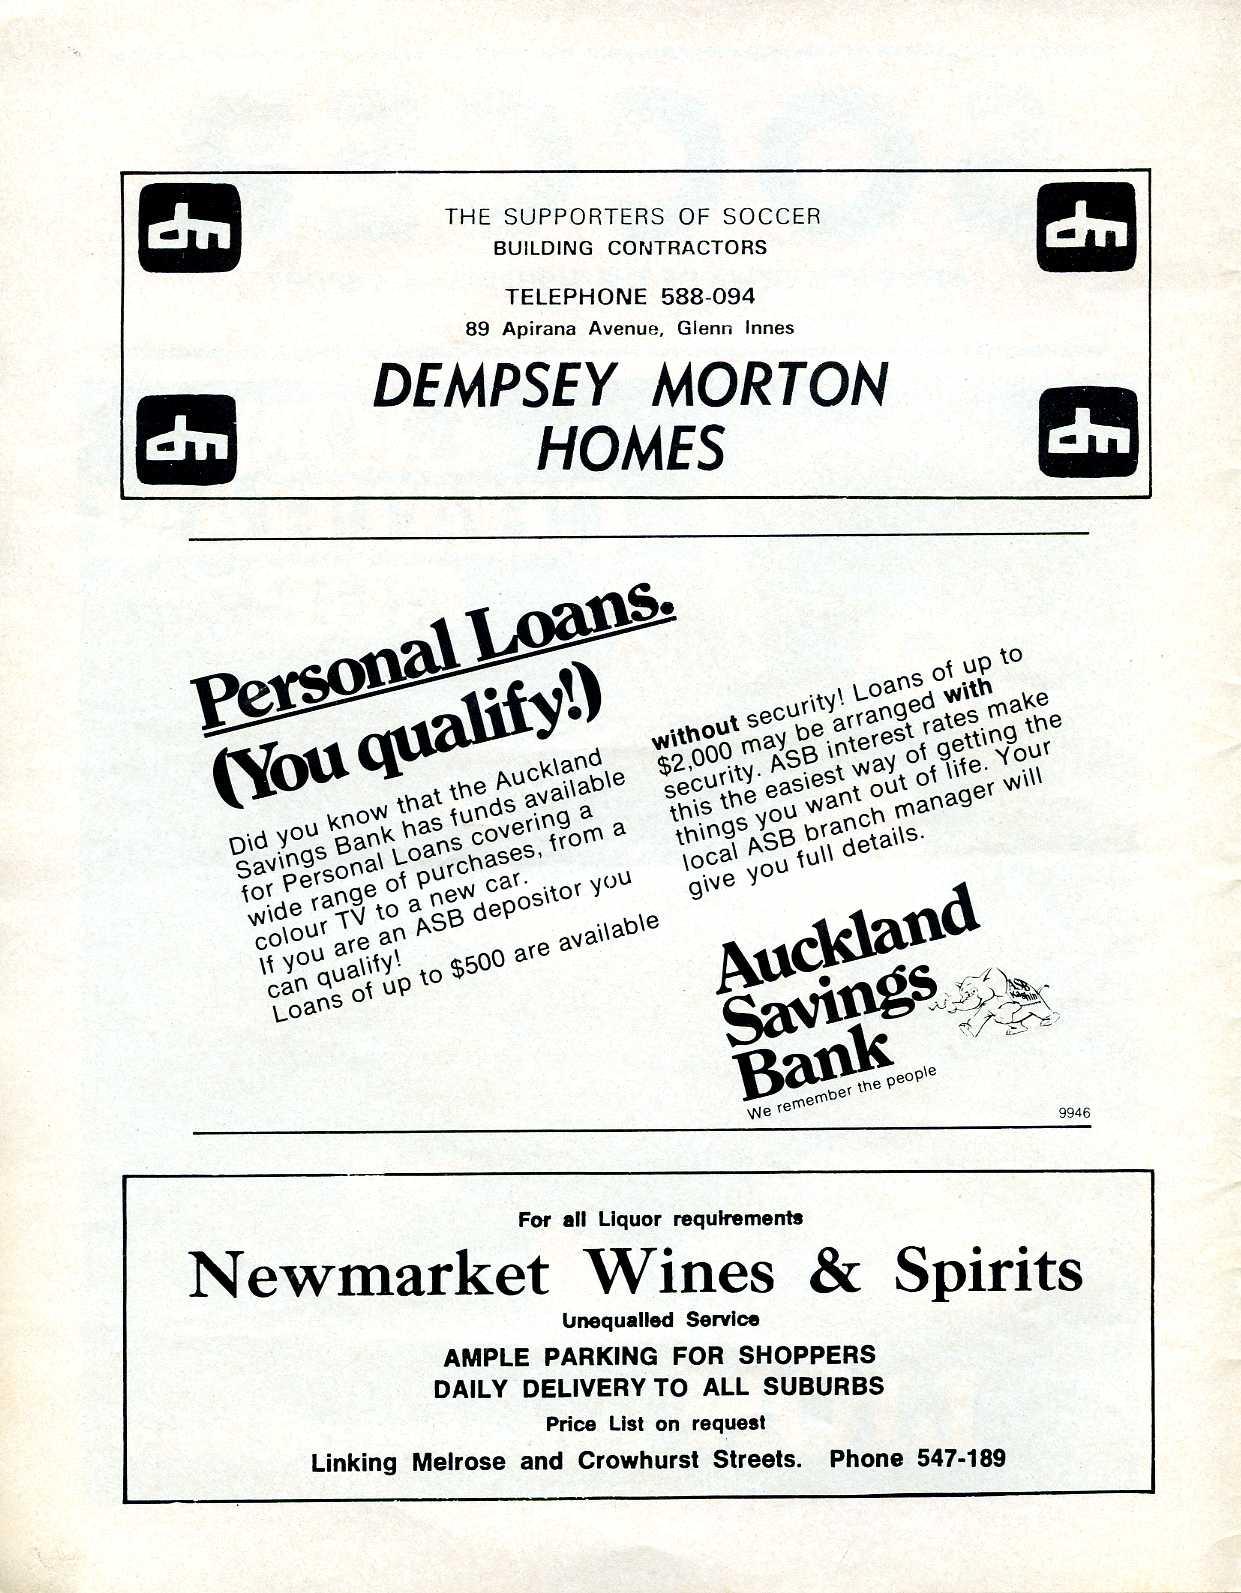 dm
dm
THE SUPPORTERS OF SOCCER
BUILDING CONTRACTORS
TELEPHONE 588-094
89 Apirana Avenue, Glenn Innes
DEMPSEY MORTON
HOMES
dm
dm
Personal Loans.
(You qualify!)
Did you know that the Auckland
Savings Bank has funds available
for Personal Loans covering a
wide range of purchases, from a
colour TV to a new car.
If you are an ASB depositor you
can qualify!
Loans of up to $500 are available
without security! Loans of up to
$2,000 may be arranged with
security. ASB interest rates make
this the easiest way of getting the
things you want out of life. Your
local ASB branch manager will
give you full details.
Auckland
Savings
Bank
ASB
Kashin
We remember the people
9946
For all Liquor requirements
Newmarket Wines & Spirits
Unequalled Service
AMPLE PARKING FOR SHOPPERS
DAILY DELIVERY TO ALL SUBURBS
Price List on request
Linking Melrose and Crowhurst Streets. Phone 547-189